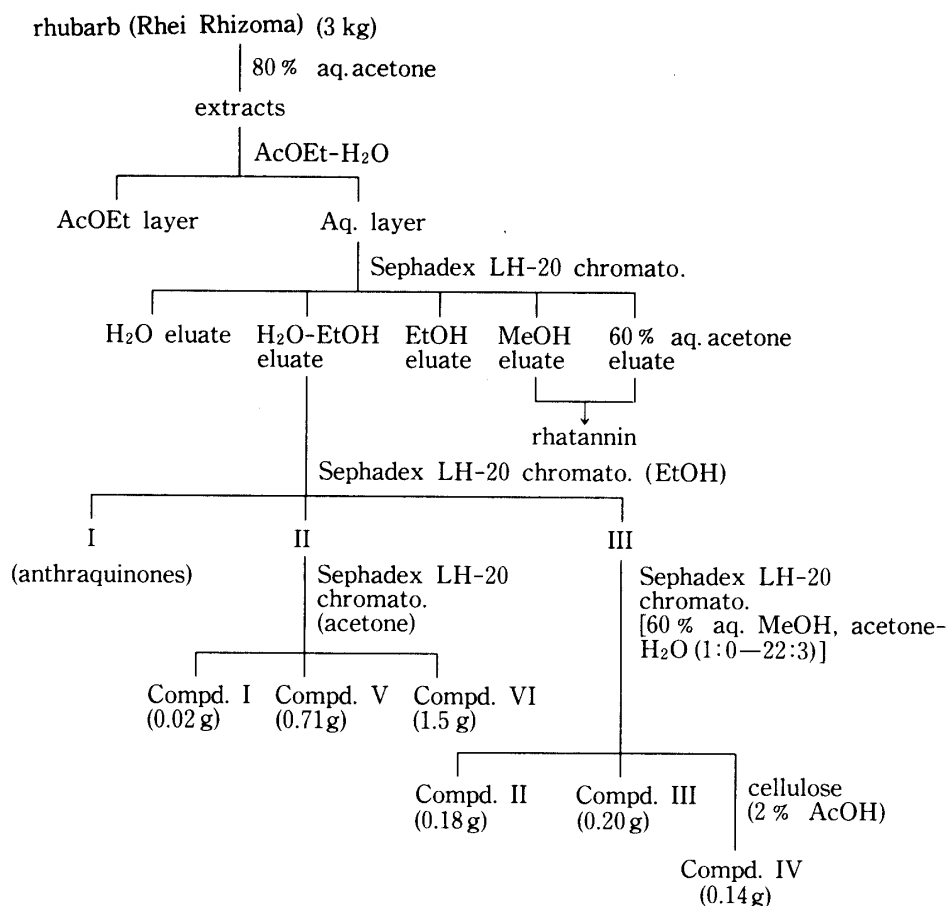 rhubarb (Rhei Rhizoma) (3 kg)
80 % aq. acetone
extracts
AcOEt-H₂O
AcOEt layer
Aq. layer
Sephadex LH-20 chromato.
H₂O eluate
H₂O-EtOH
eluate
EtOH
eluate
MeOH
eluate
60 % aq. acetone
eluate
rhatannin
Sephadex LH-20 chromato. (EtOH)
I
(anthraquinones)
II
III
Sephadex LH-20
chromato.
(acetone)
Sephadex LH-20
chromato.
[60 % aq. MeOH, acetone-
H₂O (1:0—22:3)]
Compd. I
(0.02 g)
Compd. V
(0.71 g)
Compd. VI
(1.5 g)
Compd. II
(0.18 g)
Compd. III
(0.20 g)
cellulose
(2 % AcOH)
Compd. IV
(0.14 g)